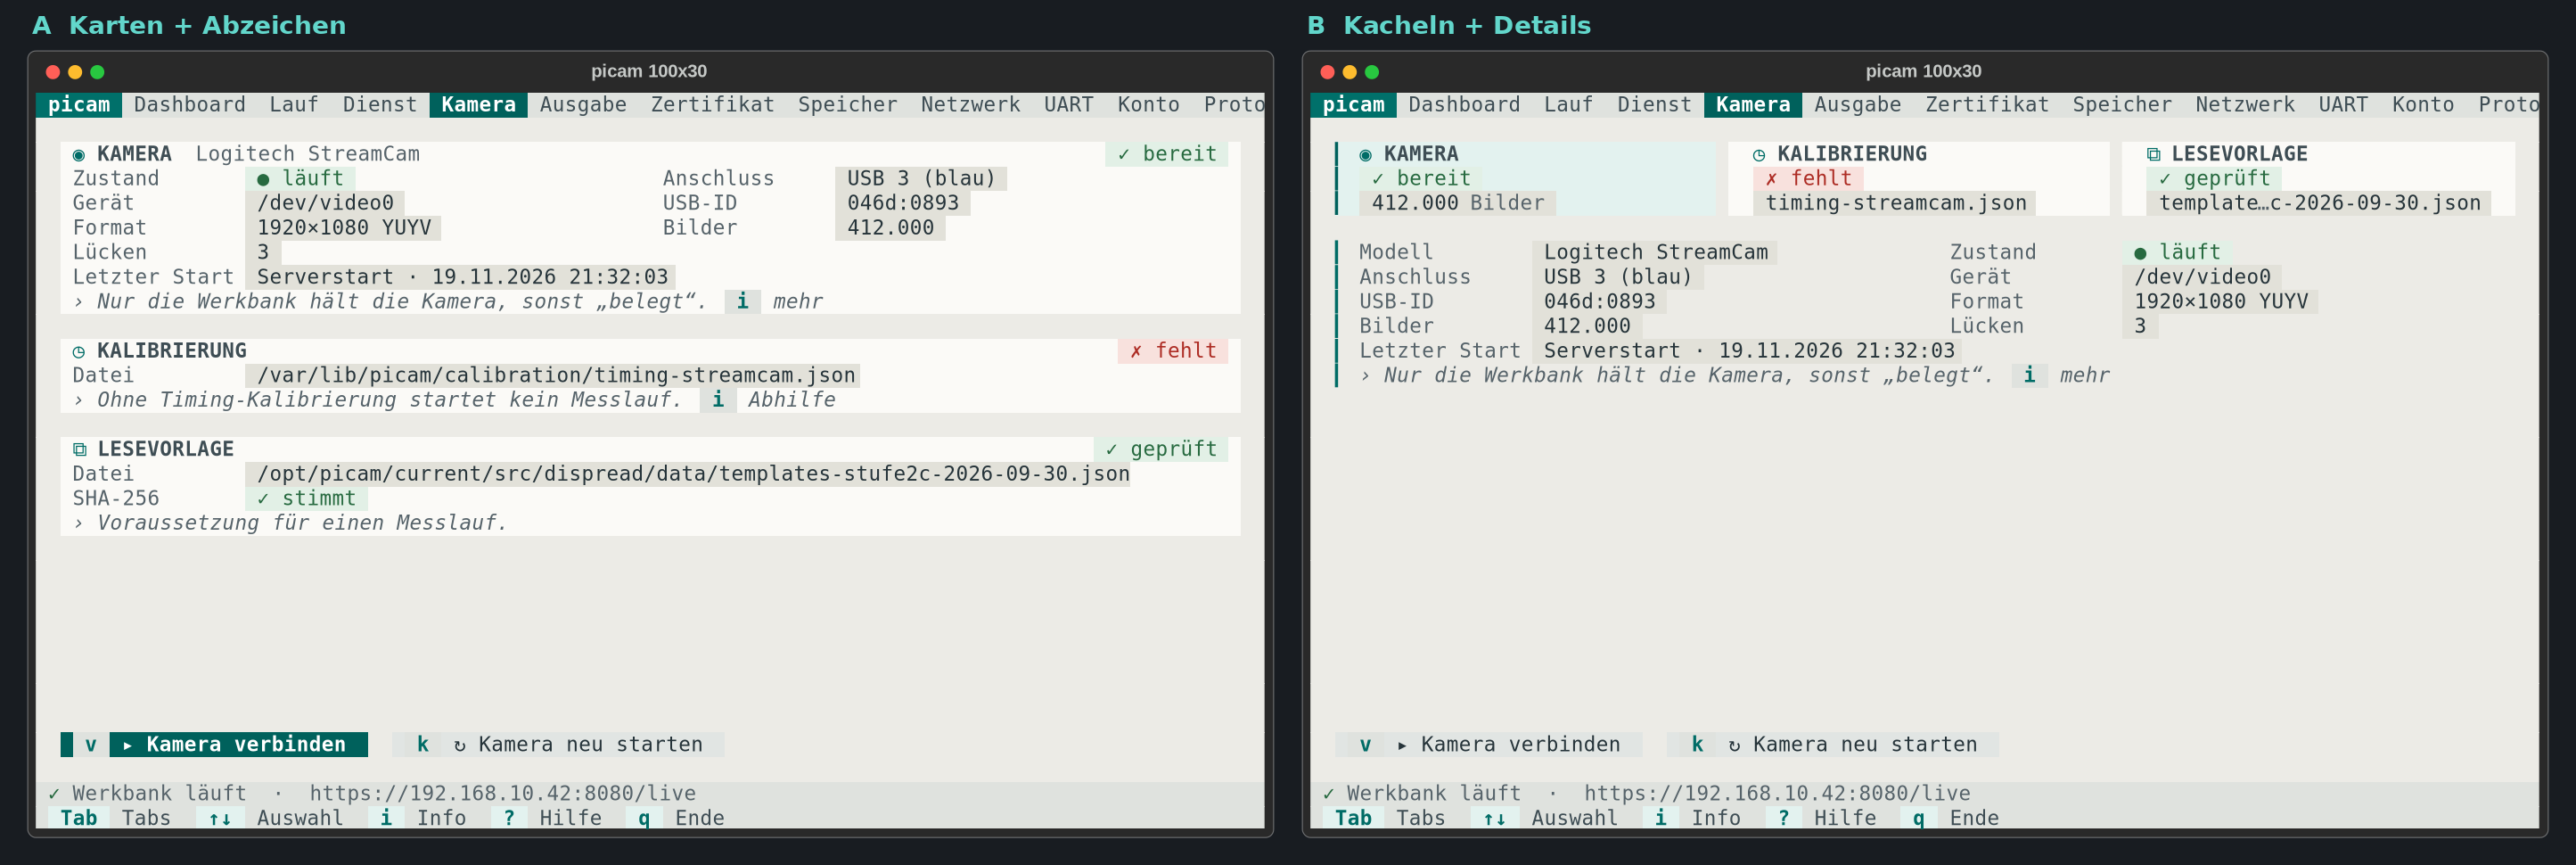 A Karten + Abzeichen
picam 100x30
picam Dashboard Lauf Dienst Kamera Ausgabe Zertifikat Speicher Netzwerk UART Konto Proto
◉ KAMERA Logitech StreamCam ✓ bereit
Zustand ● läuft Anschluss USB 3 (blau)
Gerät /dev/video0 USB-ID 046d:0893
Format 1920×1080 YUYV Bilder 412.000
Lücken 3
Letzter Start Serverstart · 19.11.2026 21:32:03
› Nur die Werkbank hält die Kamera, sonst „belegt“. i mehr
◷ KALIBRIERUNG ✗ fehlt
Datei /var/lib/picam/calibration/timing-streamcam.json
› Ohne Timing-Kalibrierung startet kein Messlauf. i Abhilfe
⧉ LESEVORLAGE ✓ geprüft
Datei /opt/picam/current/src/dispread/data/templates-stufe2c-2026-09-30.json
SHA-256 ✓ stimmt
› Voraussetzung für einen Messlauf.
v ▸ Kamera verbinden k ↻ Kamera neu starten
✓ Werkbank läuft · https://192.168.10.42:8080/live
Tab Tabs ↑↓ Auswahl i Info ? Hilfe q Ende
B Kacheln + Details
picam 100x30
picam Dashboard Lauf Dienst Kamera Ausgabe Zertifikat Speicher Netzwerk UART Konto Proto
◉ KAMERA ◷ KALIBRIERUNG ⧉ LESEVORLAGE
✓ bereit ✗ fehlt ✓ geprüft
412.000 Bilder timing-streamcam.json template…c-2026-09-30.json
Modell Logitech StreamCam Zustand ● läuft
Anschluss USB 3 (blau) Gerät /dev/video0
USB-ID 046d:0893 Format 1920×1080 YUYV
Bilder 412.000 Lücken 3
Letzter Start Serverstart · 19.11.2026 21:32:03
› Nur die Werkbank hält die Kamera, sonst „belegt“. i mehr
v ▸ Kamera verbinden k ↻ Kamera neu starten
✓ Werkbank läuft · https://192.168.10.42:8080/live
Tab Tabs ↑↓ Auswahl i Info ? Hilfe q Ende